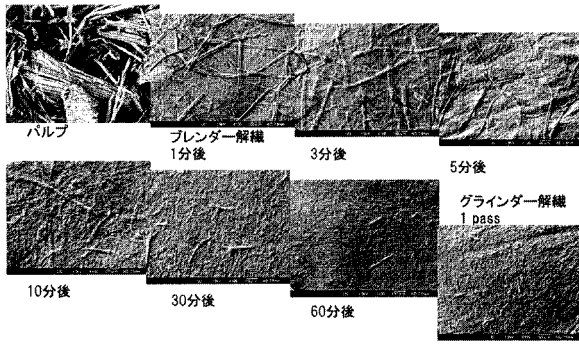 パルプ
ブレンダー解繊
1分後
3分後
5分後
10分後
30分後
60分後
グラインダー解繊
1 pass